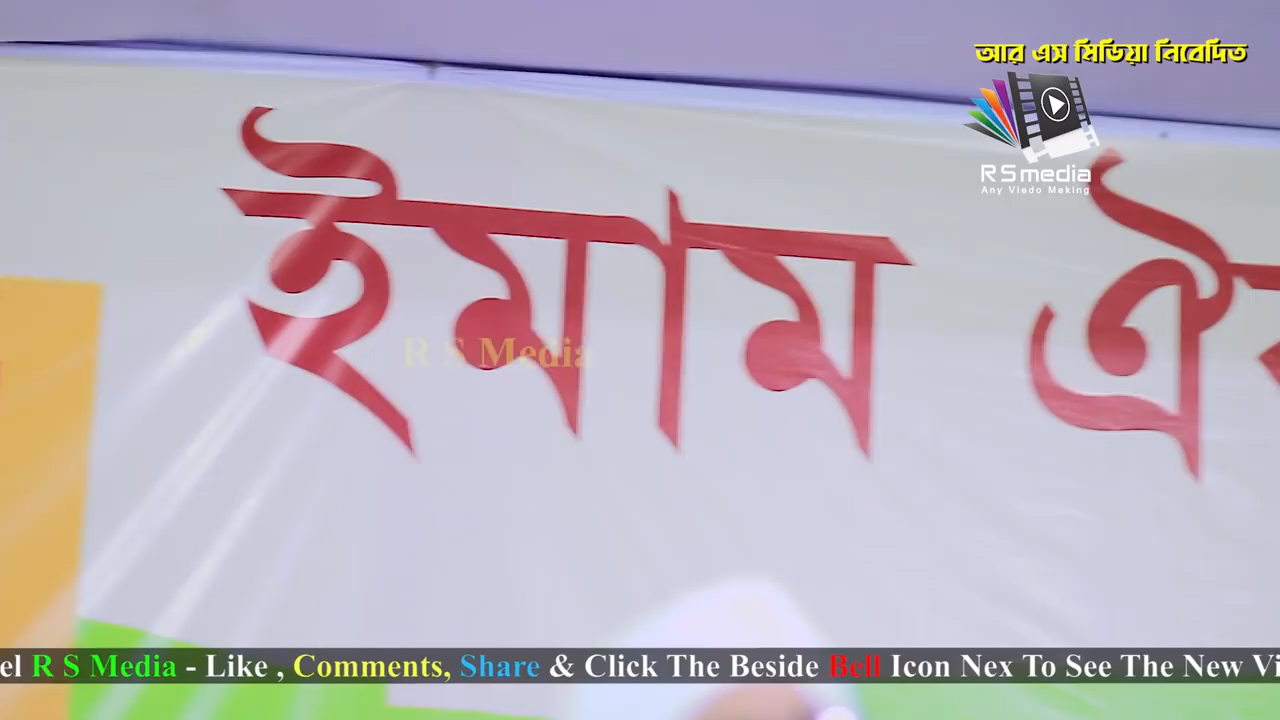 আর এস মিডিয়া নিবেদিত
RS media
Any Viedo Meking
ইমাম
R S Media
el R S Media - Like , Comments, Share & Click The Beside Bell Icon Nex To See The New Vi